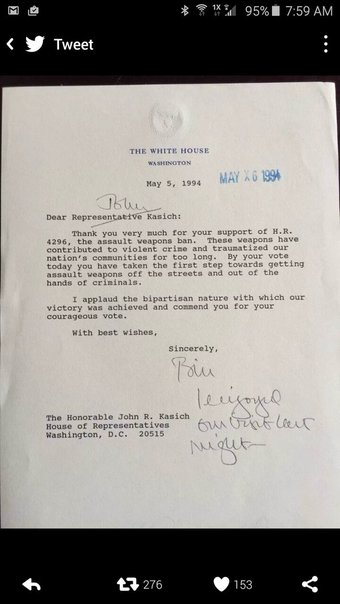 1X
95%
7:59 AM
Tweet
THE WHITE HOUSE
WASHINGTON
MAY X 6 1994
May 5, 1994
John
Dear Representative Kasich:
Thank you very much for your support of H.R.
4296, the assault weapons ban. These weapons have
contributed to violent crime and traumatized our
nation's communities for too long. By your vote
today you have taken the first step towards getting
assault weapons off the streets and out of the
hands of criminals.
I applaud the bipartisan nature with which our
victory was achieved and commend you for your
courageous vote.
With best wishes,
Sincerely,
Bill
I enjoyed
our visit last
night
The Honorable John R. Kasich
House of Representatives
Washington, D.C. 20515
276
153